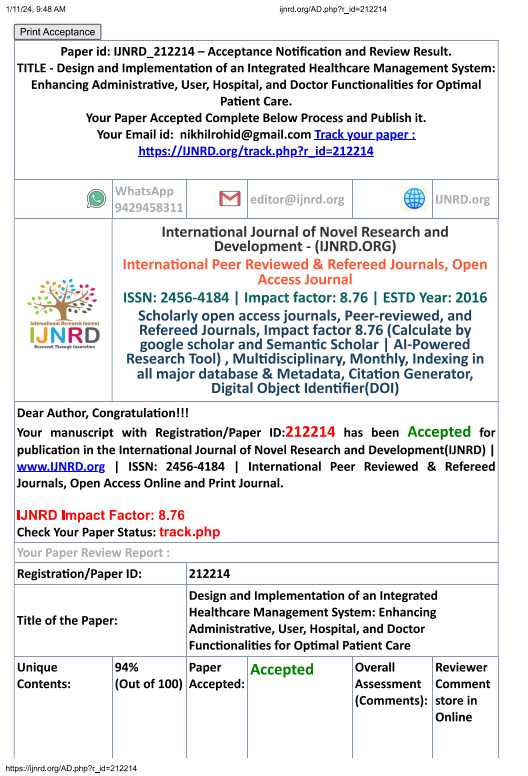 1/11/24, 9:48 AM
ijnrd.org/AD.php?r_id=212214
Print Acceptance
Paper id: IJNRD_212214 – Acceptance Notification and Review Result.
TITLE - Design and Implementation of an Integrated Healthcare Management System:
Enhancing Administrative, User, Hospital, and Doctor Functionalities for Optimal
Patient Care.
Your Paper Accepted Complete Below Process and Publish it.
Your Email id: nikhilrohid@gmail.com Track your paper :
https://IJNRD.org/track.php?r_id=212214
WhatsApp
9429458311
editor@ijnrd.org
IJNRD.org
International Research Journal
IJNRD
Research Through Innovation
International Journal of Novel Research and
Development - (IJNRD.ORG)
International Peer Reviewed & Refereed Journals, Open
Access Journal
ISSN: 2456-4184 | Impact factor: 8.76 | ESTD Year: 2016
Scholarly open access journals, Peer-reviewed, and
Refereed Journals, Impact factor 8.76 (Calculate by
google scholar and Semantic Scholar | AI-Powered
Research Tool) , Multidisciplinary, Monthly, Indexing in
all major database & Metadata, Citation Generator,
Digital Object Identifier(DOI)
Dear Author, Congratulation!!!
Your manuscript with Registration/Paper ID:212214 has been Accepted for
publication in the International Journal of Novel Research and Development(IJNRD) |
www.IJNRD.org | ISSN: 2456-4184 | International Peer Reviewed & Refereed
Journals, Open Access Online and Print Journal.
IJNRD Impact Factor: 8.76
Check Your Paper Status: track.php
Your Paper Review Report :
Registration/Paper ID:
212214
Title of the Paper:
Design and Implementation of an Integrated
Healthcare Management System: Enhancing
Administrative, User, Hospital, and Doctor
Functionalities for Optimal Patient Care
Unique
Contents:
94%
(Out of 100)
Paper
Accepted:
Accepted
Overall
Assessment
(Comments):
Reviewer
Comment
store in
Online
https://ijnrd.org/AD.php?r_id=212214